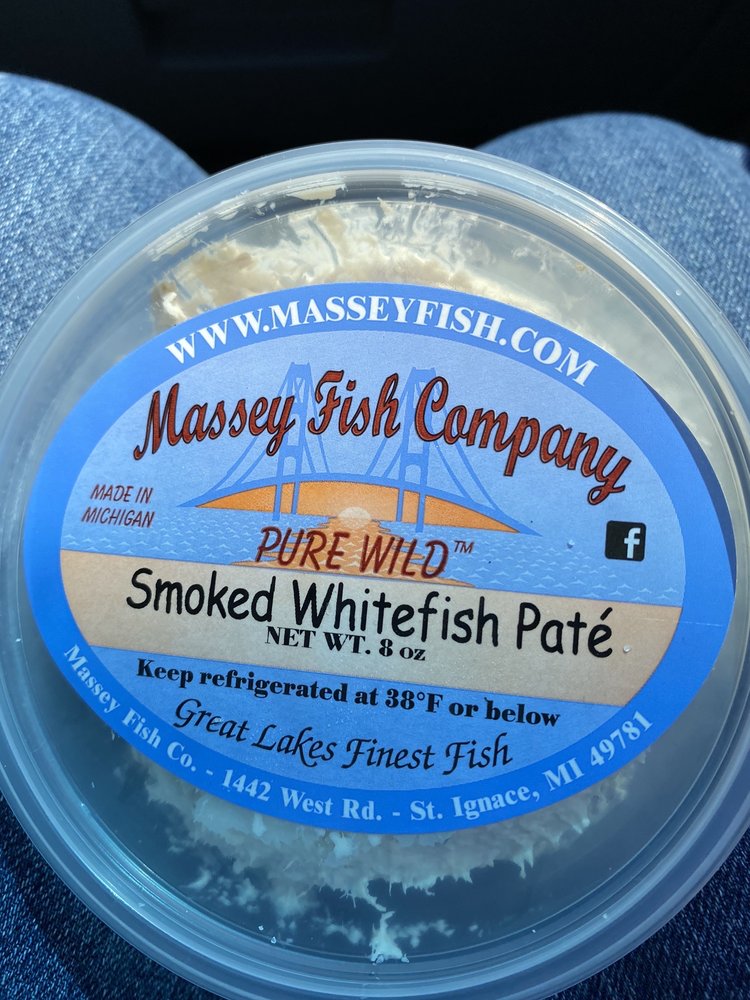 WWW.MASSEYFISH.COM
Massey Fish Company
MADE IN
MICHIGAN
f
PURE WILD™
Smoked Whitefish Paté
NET WT. 8 oz
Keep refrigerated at 38°F or below
Great Lakes Finest Fish
Massey Fish Co. - 1442 West Rd. - St. Ignace, MI 49781